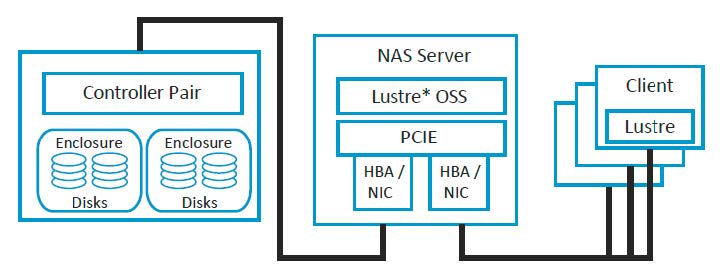 Controller Pair
Enclosure
Disks
Enclosure
Disks
NAS Server
Lustre* OSS
PCIE
HBA /
NIC
HBA /
NIC
Client
Lustre